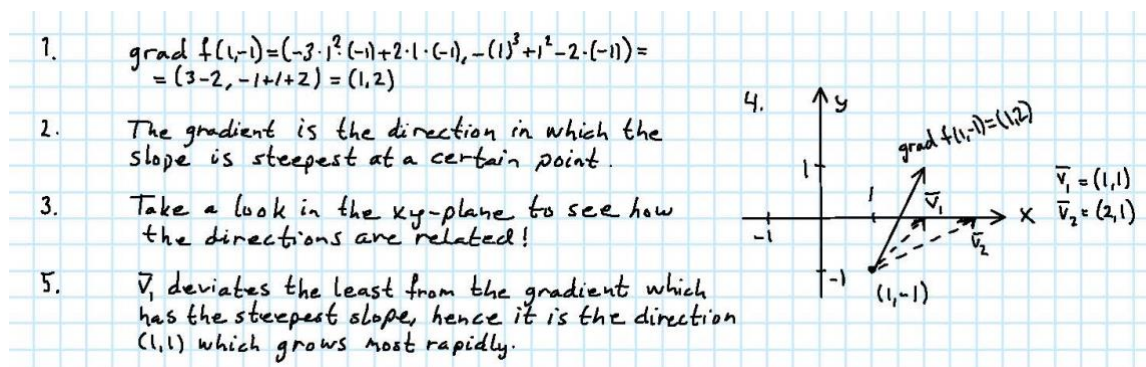 1. grad f(1,-1)=(-3·1²·(-1)+2·1·(-1), -(1)³+1²-2·(-1))=
= (3-2, -1+1+2) = (1,2)
2. The gradient is the direction in which the
slope is steepest at a certain point.
3. Take a look in the xy-plane to see how
the directions are related!
4.
y
grad f(1,-1)=(1,2)
1
1
v̅₁
v̅₁ = (1,1)
x
v̅₂ = (2,1)
-1
v̅₂
-1
(1,-1)
5. v̅₁ deviates the least from the gradient which
has the steepest slope, hence it is the direction
(1,1) which grows most rapidly.